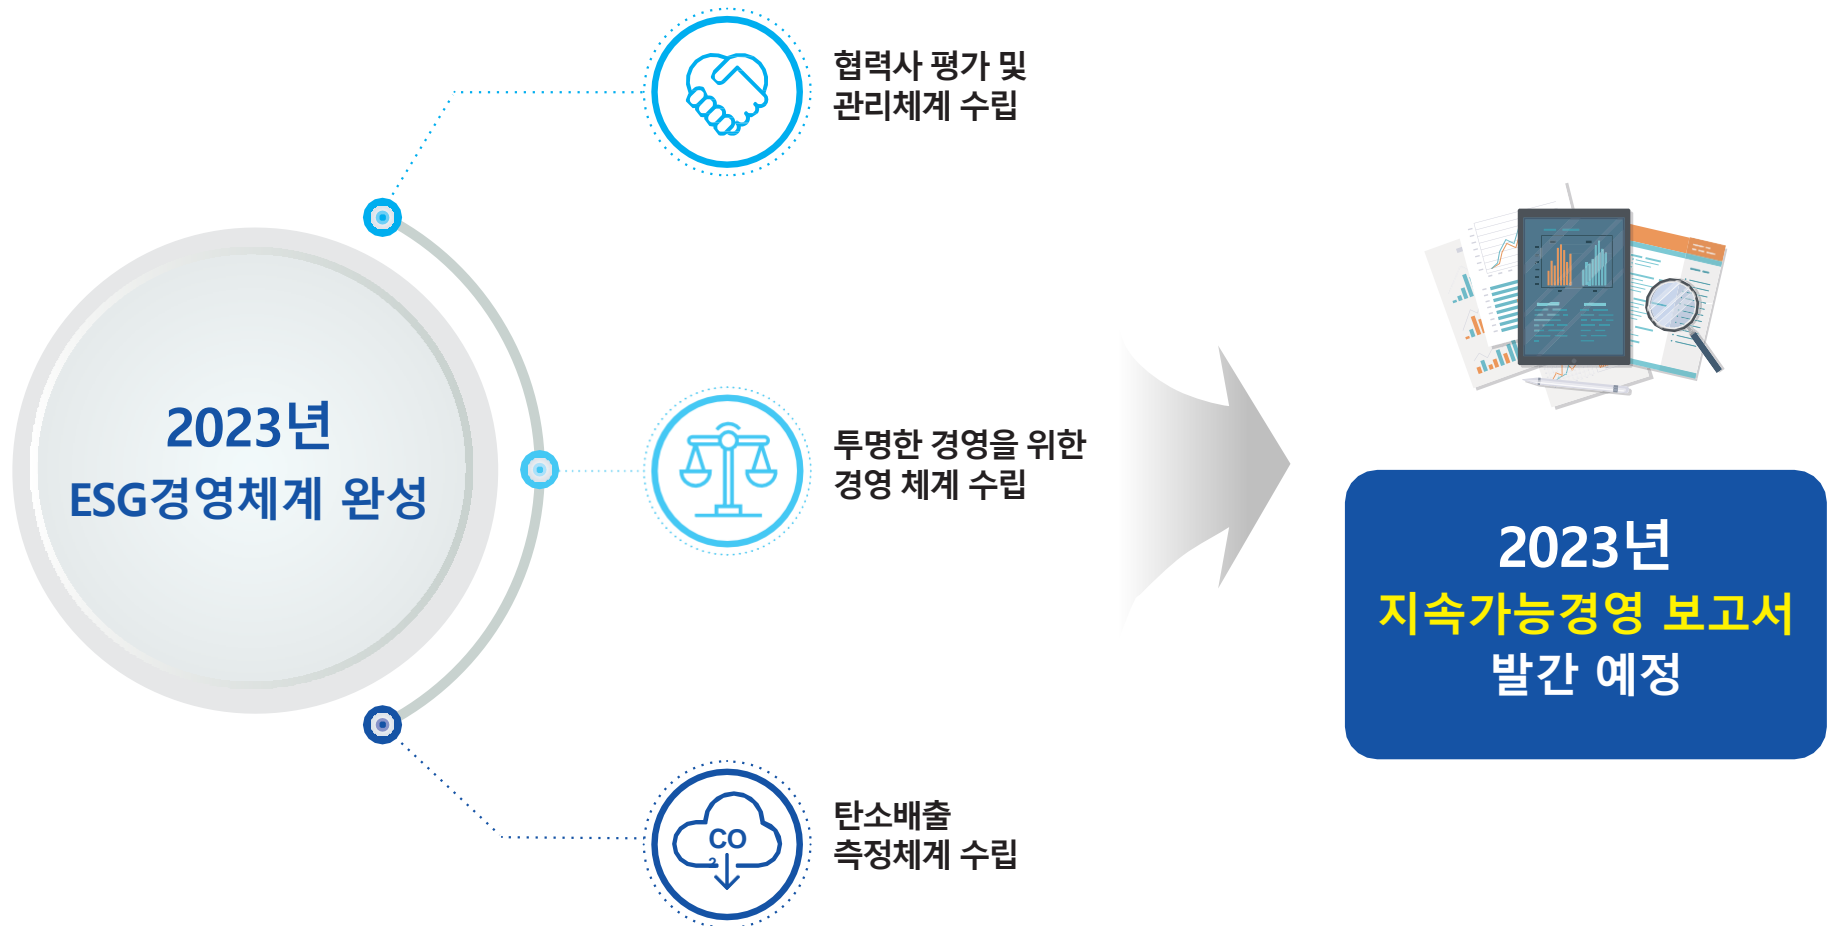 2023년
ESG경영체계 완성
협력사 평가 및
관리체계 수립
투명한 경영을 위한
경영 체계 수립
CO
2
탄소배출
측정체계 수립
2023년
지속가능경영 보고서
발간 예정